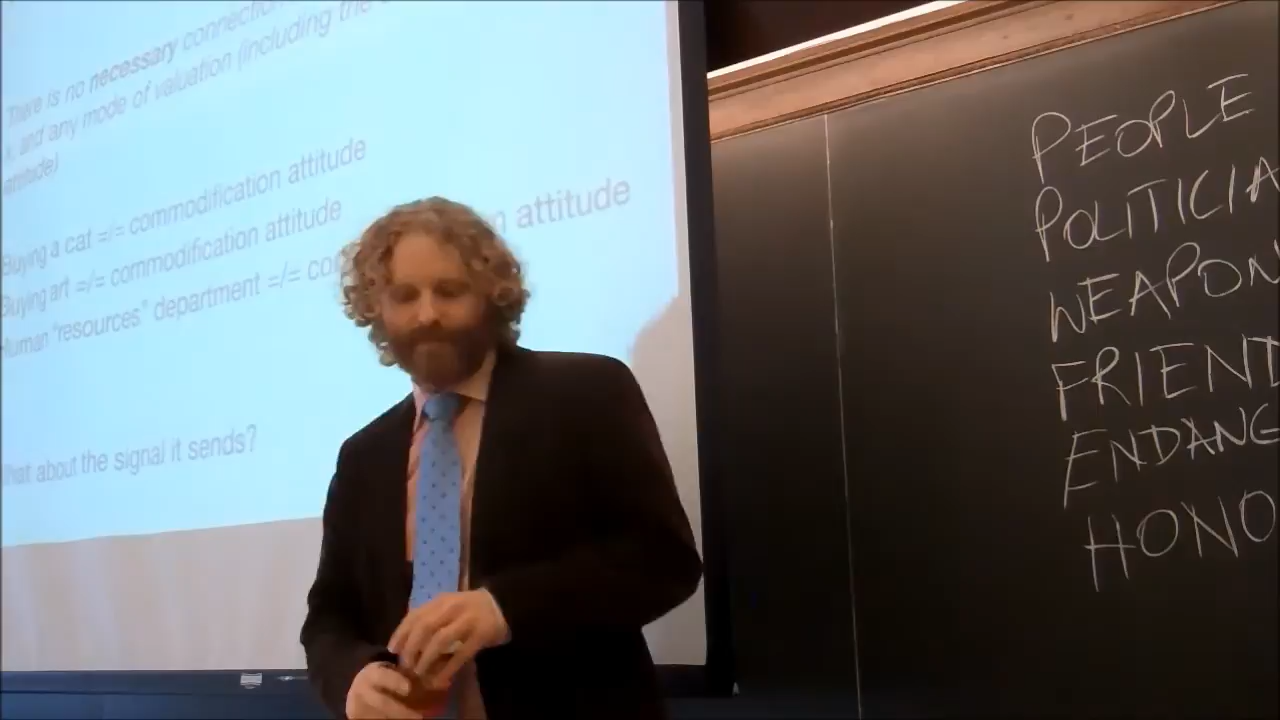 There is no necessary connection
x, and any mode of valuation (including the
attitude)
Buying a cat =/= commodification attitude
Buying art =/= commodification attitude
Human "resources" department =/= attitude
What about the signal it sends?
PEOPLE
POLITICIA
WEAPON
FRIEND
ENDANG
HONO